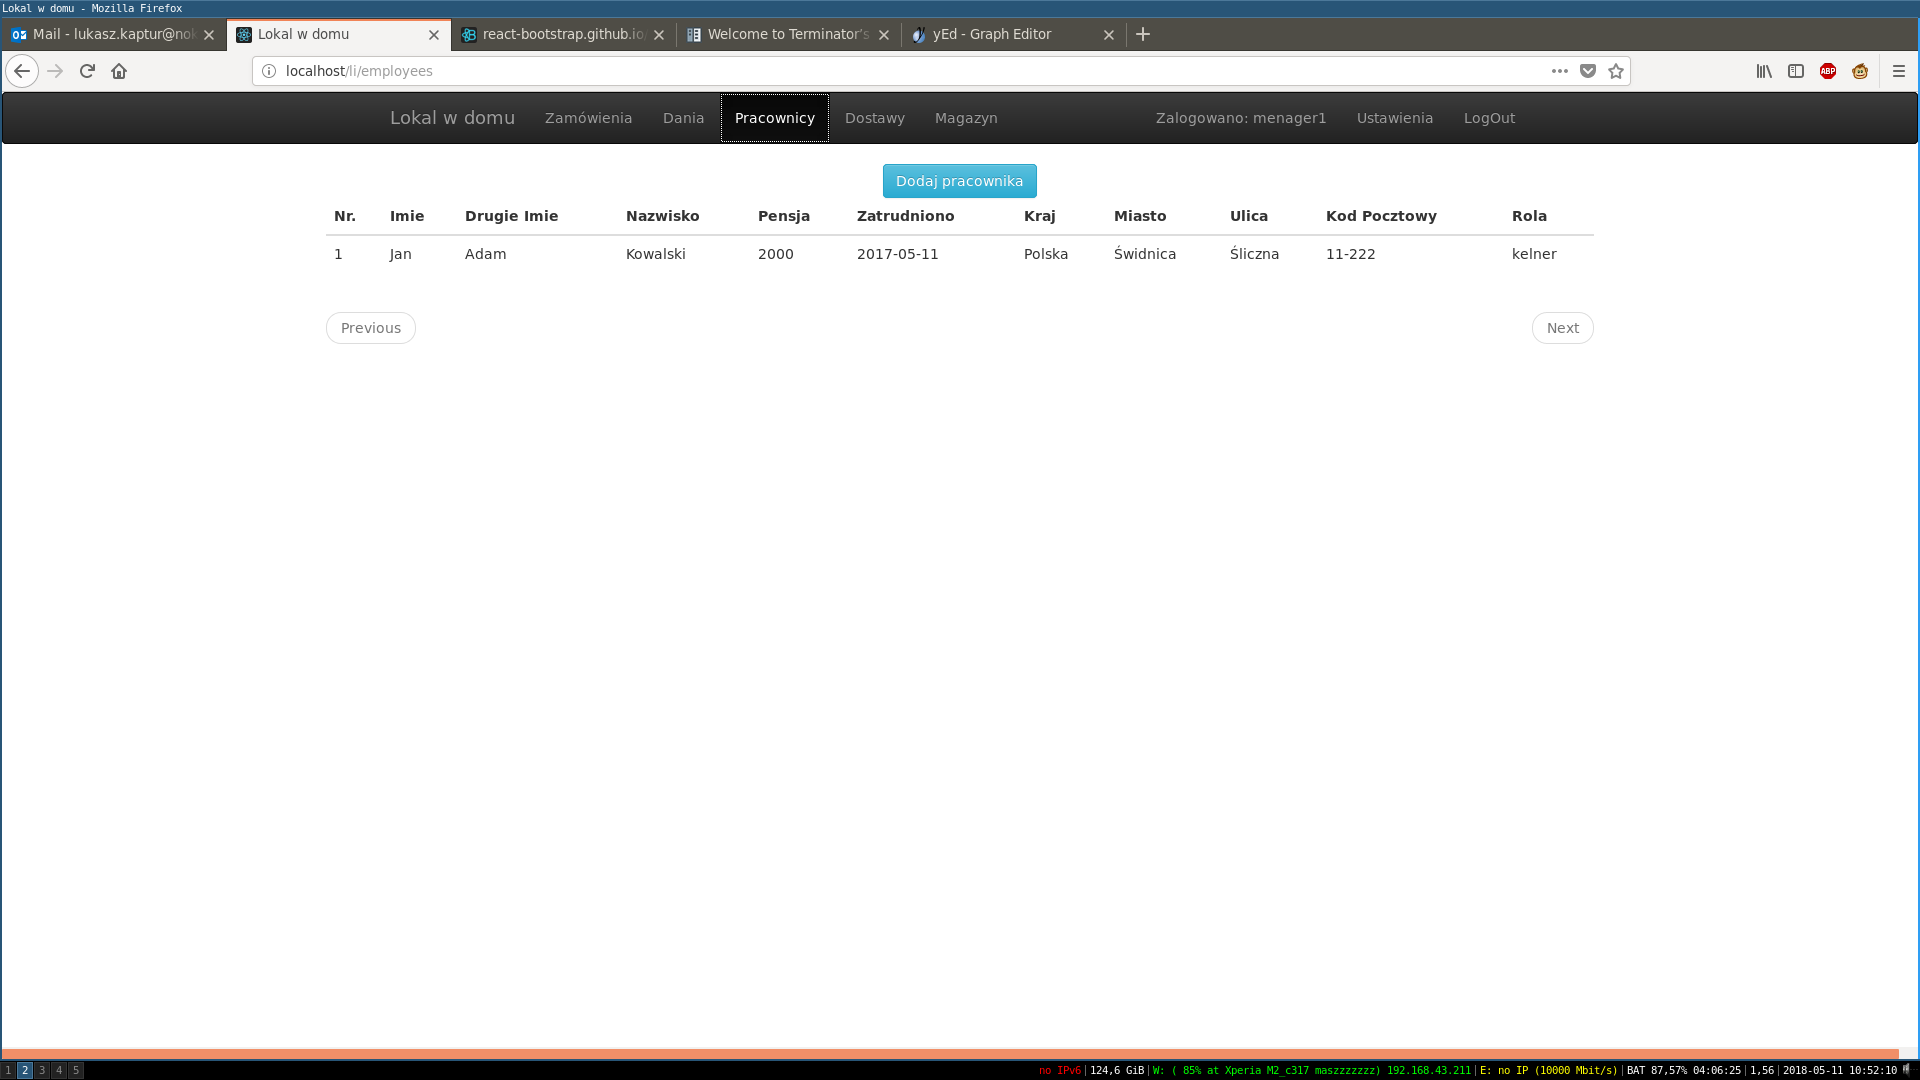 Lokal w domu - Mozilla Firefox
Mail - lukasz.kaptur@nok
Lokal w domu
react-bootstrap.github.io
Welcome to Terminator's
yEd - Graph Editor
localhost/li/employees
ABP
Lokal w domu Zamówienia Dania Pracownicy Dostawy Magazyn Zalogowano: menager1 Ustawienia LogOut
Dodaj pracownika
Nr. Imie Drugie Imie Nazwisko Pensja Zatrudniono Kraj Miasto Ulica Kod Pocztowy Rola
1 Jan Adam Kowalski 2000 2017-05-11 Polska Świdnica Śliczna 11-222 kelner
Previous Next
1 2 3 4 5 no IPv6 | 124,6 GiB | W: ( 85% at Xperia M2_c317 maszzzzzzz) 192.168.43.211 | E: no IP (10000 Mbit/s) | BAT 87,57% 04:06:25 | 1,56 | 2018-05-11 10:52:10